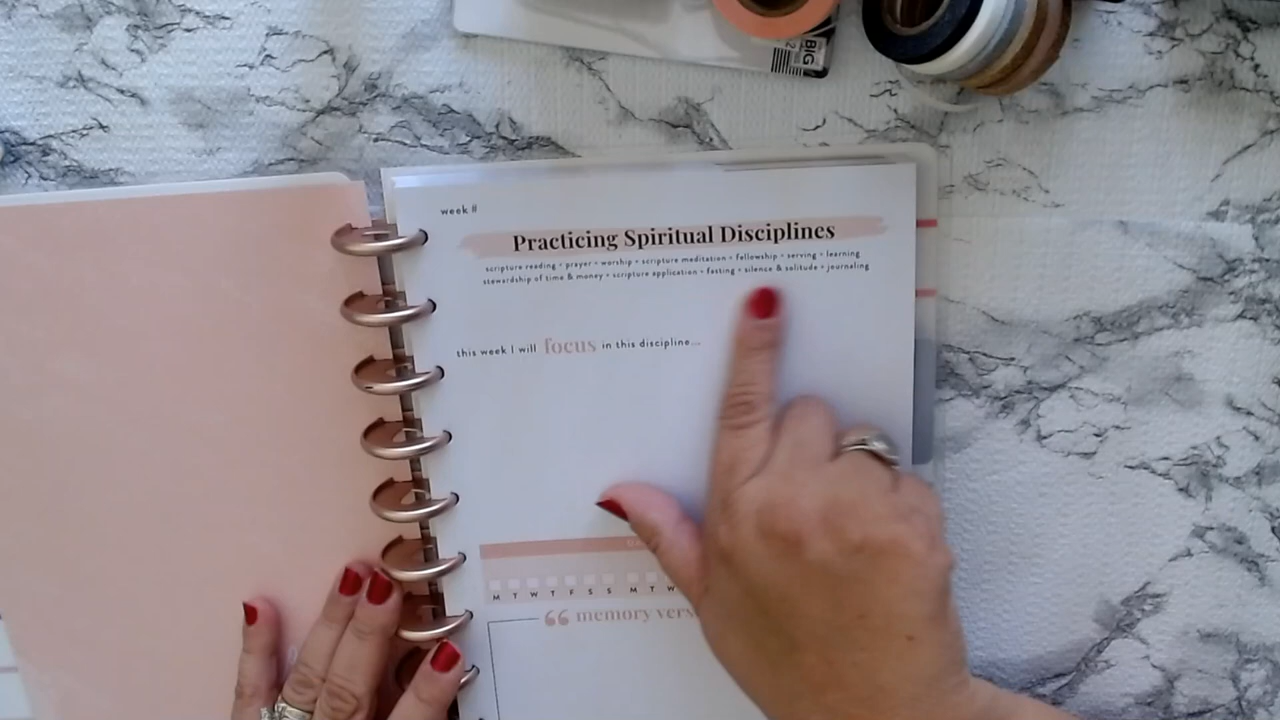 BIG
week #
Practicing Spiritual Disciplines
scripture reading • prayer • worship • scripture meditation • fellowship • serving • learning
stewardship of time & money • scripture application • fasting • silence & solitude • journaling
this week I will focus in this discipline...
M T W T F S S M T W
“ memory vers